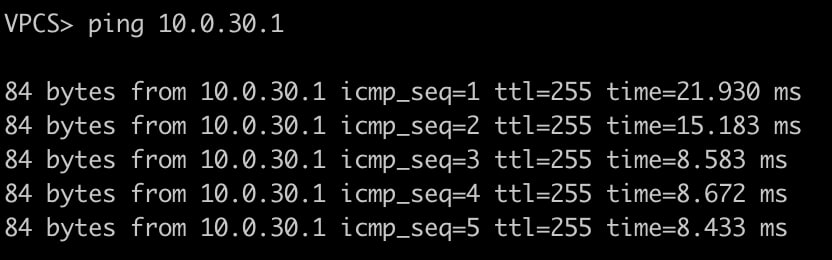 VPCS> ping 10.0.30.1
84 bytes from 10.0.30.1 icmp_seq=1 ttl=255 time=21.930 ms
84 bytes from 10.0.30.1 icmp_seq=2 ttl=255 time=15.183 ms
84 bytes from 10.0.30.1 icmp_seq=3 ttl=255 time=8.583 ms
84 bytes from 10.0.30.1 icmp_seq=4 ttl=255 time=8.672 ms
84 bytes from 10.0.30.1 icmp_seq=5 ttl=255 time=8.433 ms